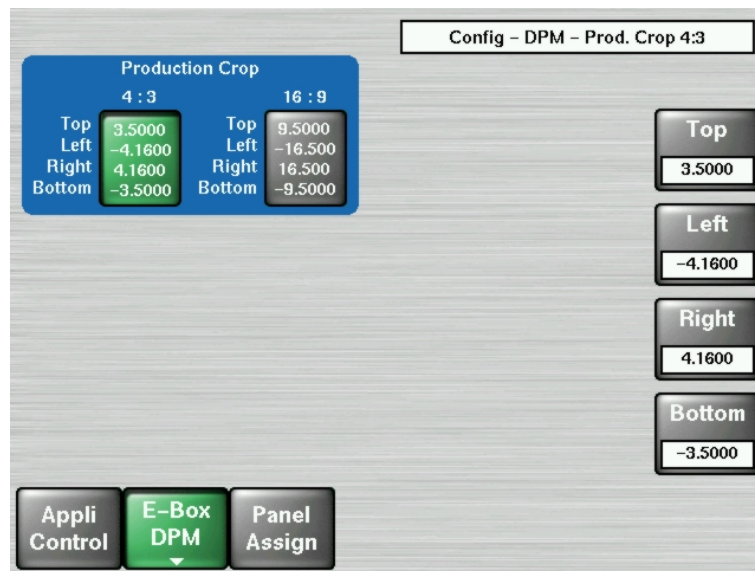 Config – DPM – Prod. Crop 4:3
Production Crop
4 : 3 16 : 9
Top 3.5000 Top 9.5000
Left –4.1600 Left –16.500
Right 4.1600 Right 16.500
Bottom –3.5000 Bottom –9.5000
Top
3.5000
Left
–4.1600
Right
4.1600
Bottom
–3.5000
Appli
Control
E–Box
DPM
Panel
Assign